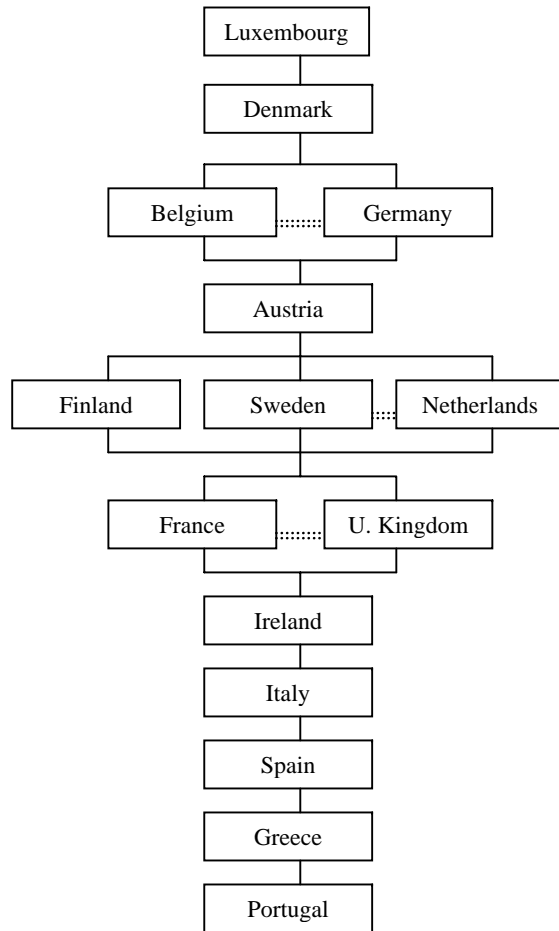 Luxembourg
Denmark
Belgium
Germany
Austria
Finland
Sweden
Netherlands
France
U. Kingdom
Ireland
Italy
Spain
Greece
Portugal